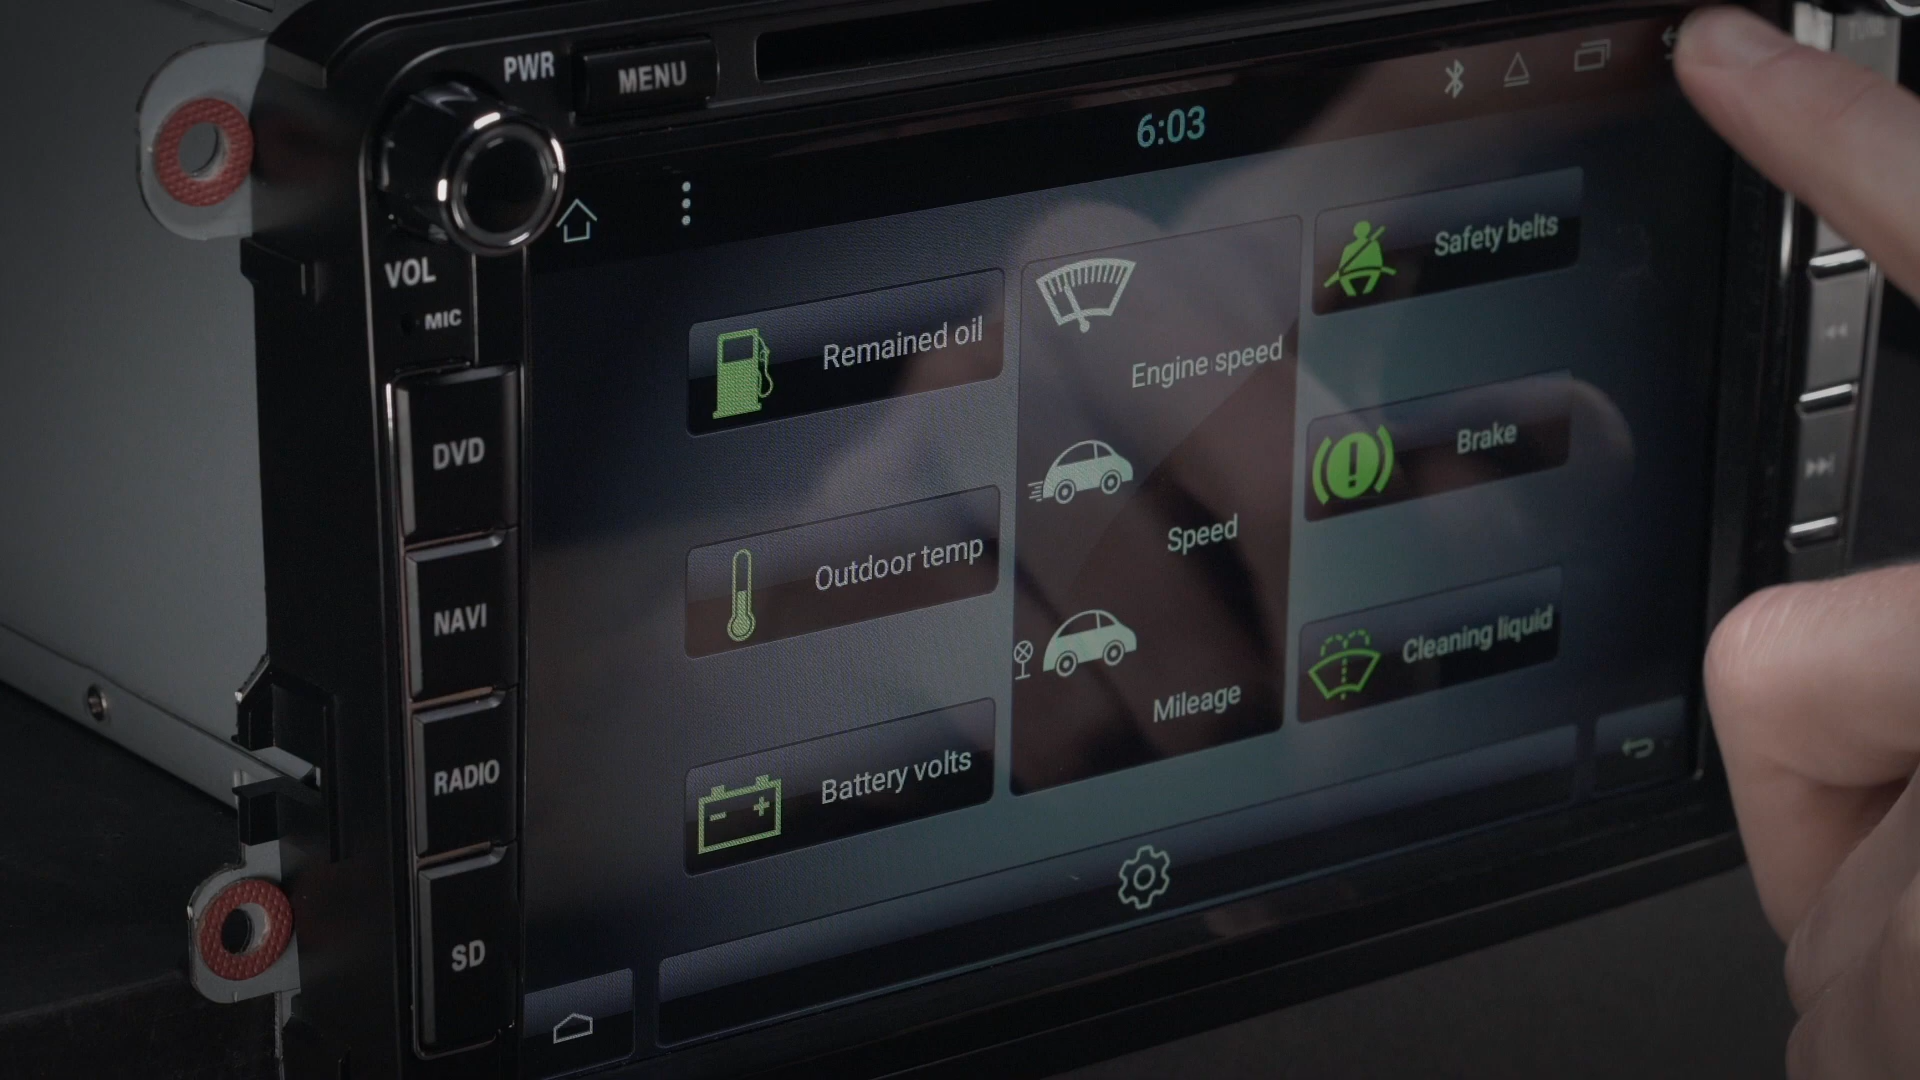 PWR
MENU
6:03
VOL
MIC
DVD
NAVI
RADIO
SD
Remained oil
Outdoor temp
Battery volts
Engine speed
Speed
Mileage
Safety belts
Brake
Cleaning liquid